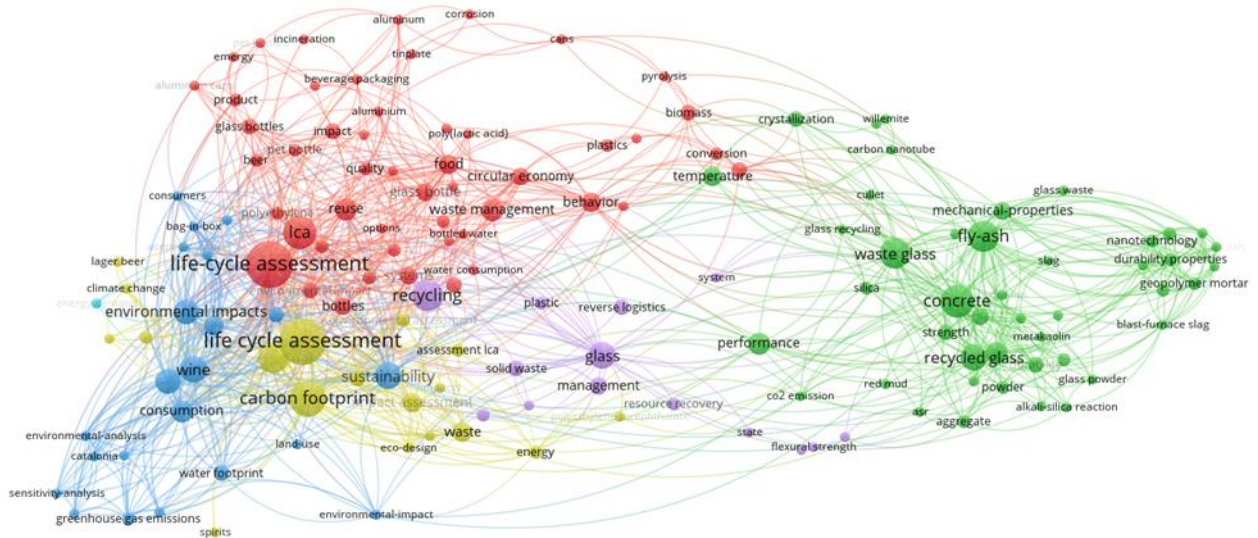 aluminum
corrosion
cans
incineration
emergy
tinplate
beverage packaging
pyrolysis
aluminum cans
product
aluminium
biomass
crystallization
willemite
glass bottles
impact
poly(lactic acid)
plastics
carbon nanotube
beer
pet bottle
quality
food
conversion
circular economy
temperature
consumers
glass bottle
behavior
cullet
glass waste
polyethylene
reuse
waste management
mechanical-properties
bag-in-box
lca
options
bottled water
glass recycling
fly-ash
nanotechnology
waste glass
durability properties
lager beer
life-cycle assessment
water consumption
system
slag
climate change
systems
silica
geopolymer mortar
recycling
plastic
reverse logistics
concrete
environmental impacts
bottles
blast-furnace slag
strength
metakaolin
life cycle assessment
performance
assessment lca
glass
recycled glass
wine
solid waste
sustainability
management
red mud
powder
glass powder
carbon footprint
co2 emission
impact assessment
resource recovery
consumption
asr
alkali-silica reaction
aggregate
environmental-analysis
land-use
waste
state
catalonia
eco-design
energy
flexural strength
water footprint
sensitivity-analysis
greenhouse gas emissions
environmental-impact
spirits